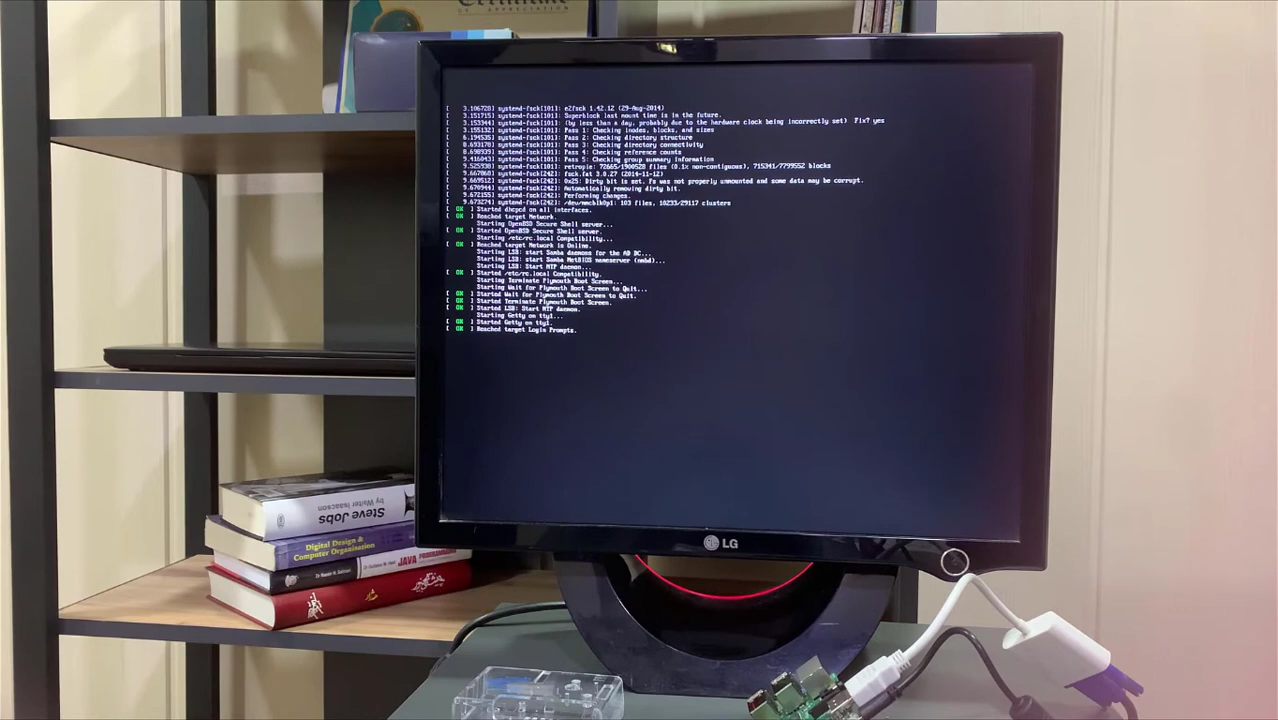 Certificate
OF APPRECIATION
[ 3.106728] systemd-fsck[101]: e2fsck 1.42.12 (29-Aug-2014)
[ 3.151715] systemd-fsck[101]: Superblock last mount time is in the future.
[ 3.153344] systemd-fsck[101]: (by less than a day, probably due to the hardware clock being incorrectly set) Fix? yes
[ 3.155132] systemd-fsck[101]: Pass 1: Checking inodes, blocks, and sizes
[ 6.194535] systemd-fsck[101]: Pass 2: Checking directory structure
[ 8.693178] systemd-fsck[101]: Pass 3: Checking directory connectivity
[ 8.698939] systemd-fsck[101]: Pass 4: Checking reference counts
[ 9.416043] systemd-fsck[101]: Pass 5: Checking group summary information
[ 9.525938] systemd-fsck[101]: retropie: 72665/1900528 files (0.1% non-contiguous), 715341/7799552 blocks
[ 9.667868] systemd-fsck[242]: fsck.fat 3.0.27 (2014-11-12)
[ 9.669512] systemd-fsck[242]: 0x25: Dirty bit is set. Fs was not properly unmounted and some data may be corrupt.
[ 9.670944] systemd-fsck[242]: Automatically removing dirty bit.
[ 9.672155] systemd-fsck[242]: Performing changes.
[ 9.673274] systemd-fsck[242]: /dev/mmcblk0p1: 103 files, 10233/29117 clusters
[ OK ] Started dhcpcd on all interfaces.
[ OK ] Reached target Network.
Starting OpenBSD Secure Shell server...
[ OK ] Started OpenBSD Secure Shell server.
Starting /etc/rc.local Compatibility...
[ OK ] Reached target Network is Online.
Starting LSB: start Samba daemons for the AD DC...
Starting LSB: start Samba NetBIOS nameserver (nmbd)...
Starting LSB: Start NTP daemon...
[ OK ] Started /etc/rc.local Compatibility.
Starting Terminate Plymouth Boot Screen...
Starting Wait for Plymouth Boot Screen to Quit...
[ OK ] Started Wait for Plymouth Boot Screen to Quit.
[ OK ] Started Terminate Plymouth Boot Screen.
[ OK ] Started LSB: Start NTP daemon.
Starting Getty on tty1...
[ OK ] Started Getty on tty1.
[ OK ] Reached target Login Prompts.
LG
Steve Jobs
by Walter Isaacson
Digital Design &
Computer Organisation
JAVA PROGRAMMING